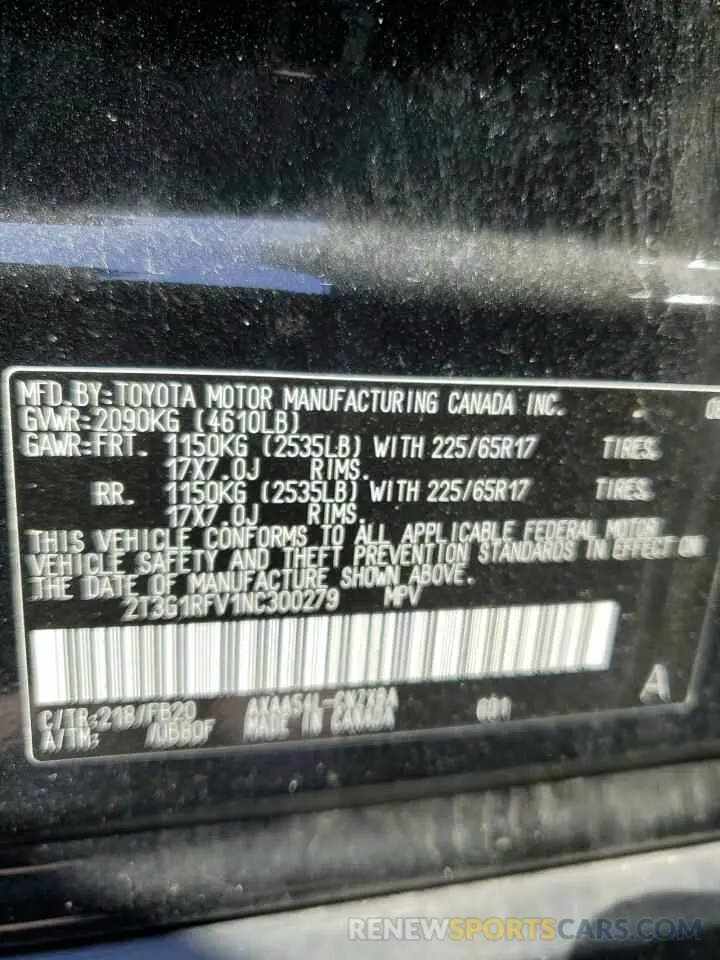 MFD.BY:TOYOTA MOTOR MANUFACTURING CANADA INC.
GVWR:2090KG (4610LB)
GAWR:FRT. 1150KG (2535LB) WITH 225/65R17 TIRES.
17X7.0J RIMS.
RR. 1150KG (2535LB) WITH 225/65R17 TIRES.
17X7.0J RIMS.
THIS VEHICLE CONFORMS TO ALL APPLICABLE FEDERAL MOTOR
VEHICLE SAFETY AND THEFT PREVENTION STANDARDS IN EFFECT ON
THE DATE OF MANUFACTURE SHOWN ABOVE.
2T3G1RFV1NC300279 MPV
A
C/TR:218/FB20
A/TM: /UB80F MADE IN CANADA
RENEWSPORTSCARS.COM